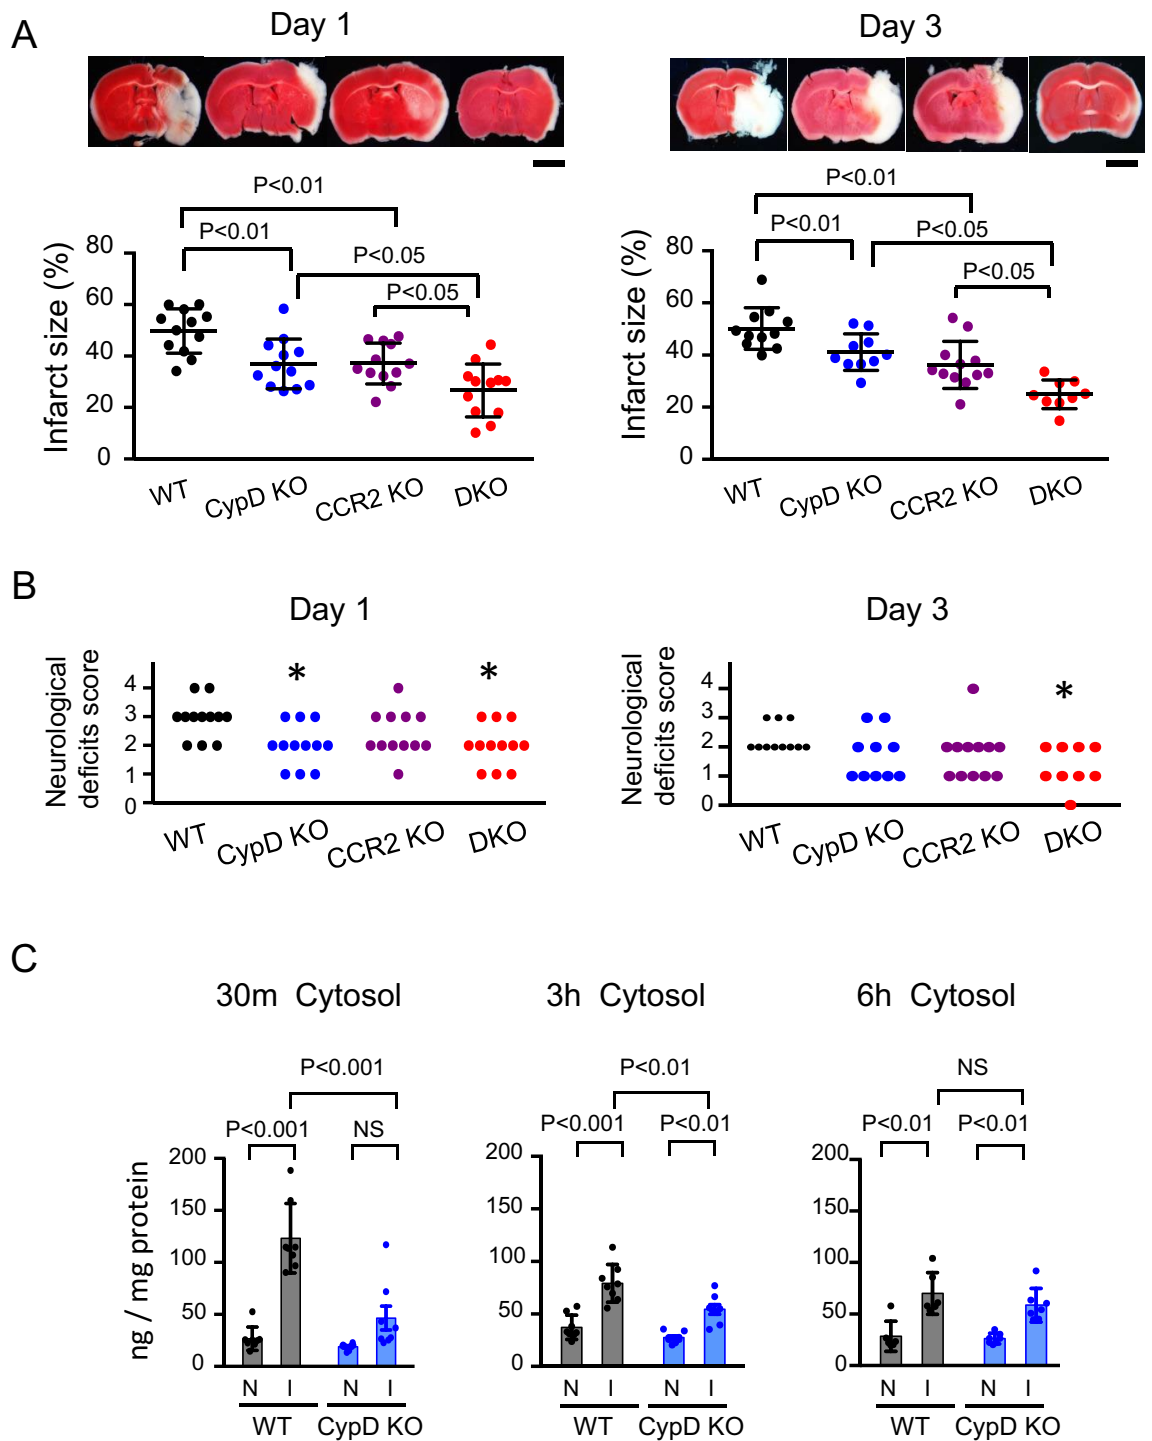 A
Day 1
Day 3
P<0.01
P<0.01
P<0.05
P<0.05
Infarct size (%)
80
60
40
20
0
WT
CypD KO
CCR2 KO
DKO
P<0.01
P<0.01
P<0.05
P<0.05
Infarct size (%)
80
60
40
20
0
WT
CypD KO
CCR2 KO
DKO
B
Day 1
Day 3
Neurological
deficits score
4
3
2
1
0
*
*
WT
CypD KO
CCR2 KO
DKO
Neurological
deficits score
4
3
2
1
0
*
WT
CypD KO
CCR2 KO
DKO
C
30m Cytosol
3h Cytosol
6h Cytosol
P<0.001
P<0.001
NS
ng / mg protein
200
150
100
50
0
N I N I
WT CypD KO
P<0.01
P<0.001
P<0.01
200
150
100
50
0
N I N I
WT CypD KO
NS
P<0.01
P<0.01
200
150
100
50
0
N I N I
WT CypD KO